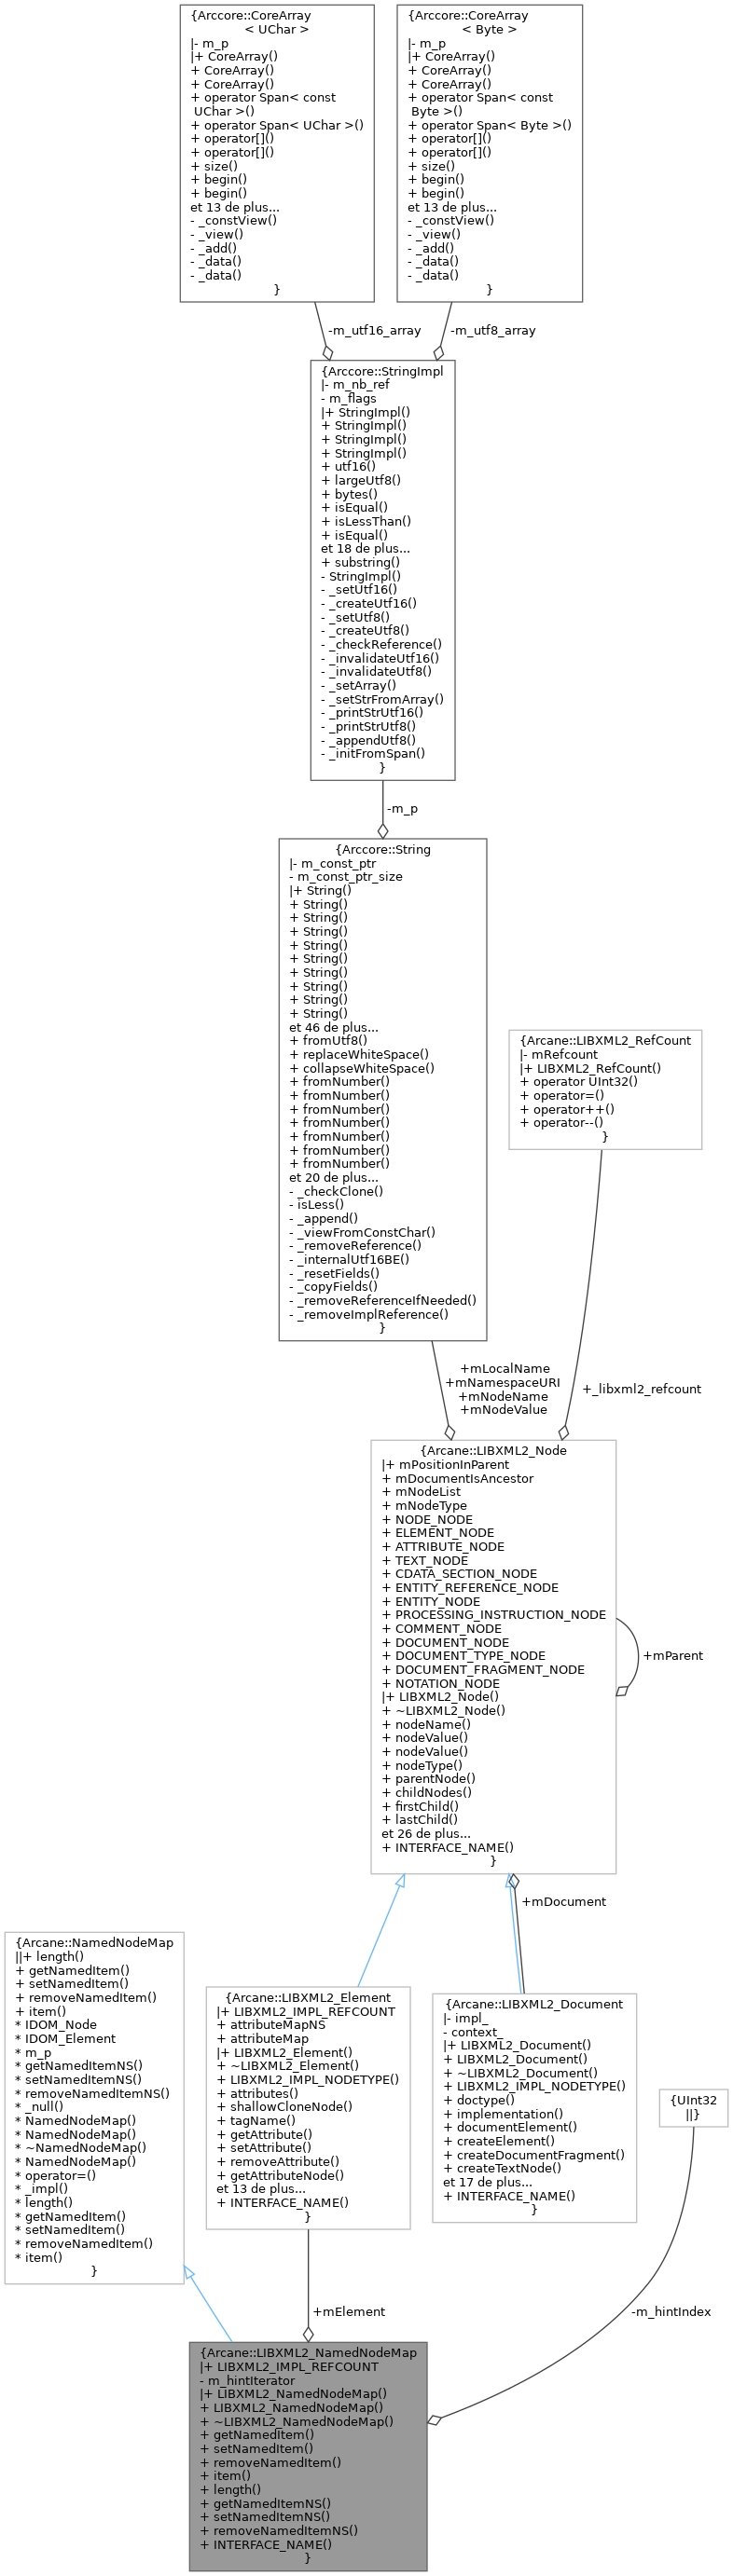 {Arccore::CoreArray
< UChar >
|- m_p
|+ CoreArray()
+ CoreArray()
+ CoreArray()
+ operator Span< const
UChar >()
+ operator Span< UChar >()
+ operator[]()
+ operator[]()
+ size()
+ begin()
+ begin()
et 13 de plus...
- _constView()
- _view()
- _add()
- _data()
- _data()
}
{Arccore::CoreArray
< Byte >
|- m_p
|+ CoreArray()
+ CoreArray()
+ CoreArray()
+ operator Span< const
Byte >()
+ operator Span< Byte >()
+ operator[]()
+ operator[]()
+ size()
+ begin()
+ begin()
et 13 de plus...
- _constView()
- _view()
- _add()
- _data()
- _data()
}
-m_utf16_array
-m_utf8_array
{Arccore::StringImpl
|- m_nb_ref
- m_flags
|+ StringImpl()
+ StringImpl()
+ StringImpl()
+ StringImpl()
+ utf16()
+ largeUtf8()
+ bytes()
+ isEqual()
+ isLessThan()
+ isEqual()
et 18 de plus...
+ substring()
- StringImpl()
- _setUtf16()
- _createUtf16()
- _setUtf8()
- _createUtf8()
- _checkReference()
- _invalidateUtf16()
- _invalidateUtf8()
- _setArray()
- _setStrFromArray()
- _printStrUtf16()
- _printStrUtf8()
- _appendUtf8()
- _initFromSpan()
}
-m_p
{Arccore::String
|- m_const_ptr
- m_const_ptr_size
|+ String()
+ String()
+ String()
+ String()
+ String()
+ String()
+ String()
+ String()
+ String()
+ String()
et 46 de plus...
+ fromUtf8()
+ replaceWhiteSpace()
+ collapseWhiteSpace()
+ fromNumber()
+ fromNumber()
+ fromNumber()
+ fromNumber()
+ fromNumber()
+ fromNumber()
+ fromNumber()
et 20 de plus...
- _checkClone()
- isLess()
- _append()
- _viewFromConstChar()
- _removeReference()
- _internalUtf16BE()
- _resetFields()
- _copyFields()
- _removeReferenceIfNeeded()
- _removeImplReference()
}
{Arcane::LIBXML2_RefCount
|- mRefcount
|+ LIBXML2_RefCount()
+ operator UInt32()
+ operator=()
+ operator++()
+ operator--()
}
+mLocalName
+mNamespaceURI
+mNodeName
+mNodeValue
+_libxml2_refcount
{Arcane::LIBXML2_Node
|+ mPositionInParent
+ mDocumentIsAncestor
+ mNodeList
+ mNodeType
+ NODE_NODE
+ ELEMENT_NODE
+ ATTRIBUTE_NODE
+ TEXT_NODE
+ CDATA_SECTION_NODE
+ ENTITY_REFERENCE_NODE
+ ENTITY_NODE
+ PROCESSING_INSTRUCTION_NODE
+ COMMENT_NODE
+ DOCUMENT_NODE
+ DOCUMENT_TYPE_NODE
+ DOCUMENT_FRAGMENT_NODE
+ NOTATION_NODE
|+ LIBXML2_Node()
+ ~LIBXML2_Node()
+ nodeName()
+ nodeValue()
+ nodeValue()
+ nodeType()
+ parentNode()
+ childNodes()
+ firstChild()
+ lastChild()
et 26 de plus...
+ INTERFACE_NAME()
}
+mParent
+mDocument
{Arcane::NamedNodeMap
||+ length()
+ getNamedItem()
+ setNamedItem()
+ removeNamedItem()
+ item()
* IDOM_Node
* IDOM_Element
* m_p
* getNamedItemNS()
* setNamedItemNS()
* removeNamedItemNS()
* _null()
* NamedNodeMap()
* NamedNodeMap()
* ~NamedNodeMap()
* NamedNodeMap()
* operator=()
* _impl()
* length()
* getNamedItem()
* setNamedItem()
* removeNamedItem()
* item()
}
{Arcane::LIBXML2_Element
|+ LIBXML2_IMPL_REFCOUNT
+ attributeMapNS
+ attributeMap
|+ LIBXML2_Element()
+ ~LIBXML2_Element()
+ LIBXML2_IMPL_NODETYPE()
+ attributes()
+ shallowCloneNode()
+ tagName()
+ getAttribute()
+ setAttribute()
+ removeAttribute()
+ getAttributeNode()
et 13 de plus...
+ INTERFACE_NAME()
}
{Arcane::LIBXML2_Document
|- impl_
- context_
|+ LIBXML2_Document()
+ LIBXML2_Document()
+ ~LIBXML2_Document()
+ LIBXML2_IMPL_NODETYPE()
+ doctype()
+ implementation()
+ documentElement()
+ createElement()
+ createDocumentFragment()
+ createTextNode()
et 17 de plus...
+ INTERFACE_NAME()
}
{UInt32
||}
+mElement
-m_hintIndex
{Arcane::LIBXML2_NamedNodeMap
|+ LIBXML2_IMPL_REFCOUNT
- m_hintIterator
|+ LIBXML2_NamedNodeMap()
+ LIBXML2_NamedNodeMap()
+ ~LIBXML2_NamedNodeMap()
+ getNamedItem()
+ setNamedItem()
+ removeNamedItem()
+ item()
+ length()
+ getNamedItemNS()
+ setNamedItemNS()
+ removeNamedItemNS()
+ INTERFACE_NAME()
}